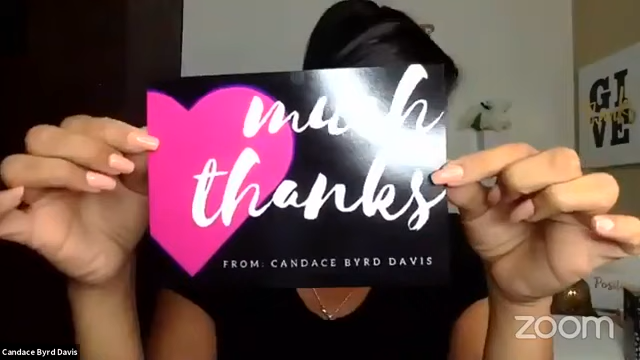 much
thanks
FROM: CANDACE BYRD DAVIS
GI
VE
zoom
Candace Byrd Davis